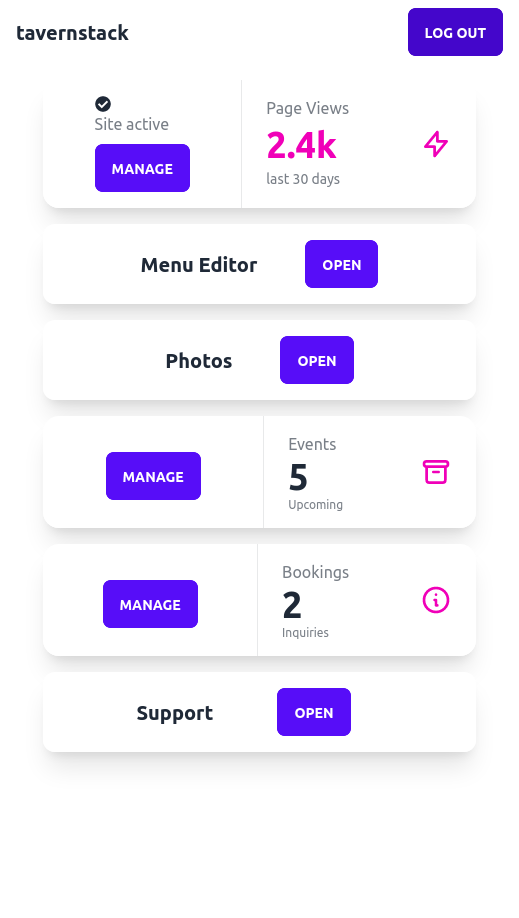 tavernstack
LOG OUT
Site active
MANAGE
Page Views
2.4k
last 30 days
Menu Editor
OPEN
Photos
OPEN
MANAGE
Events
5
Upcoming
MANAGE
Bookings
2
Inquiries
Support
OPEN